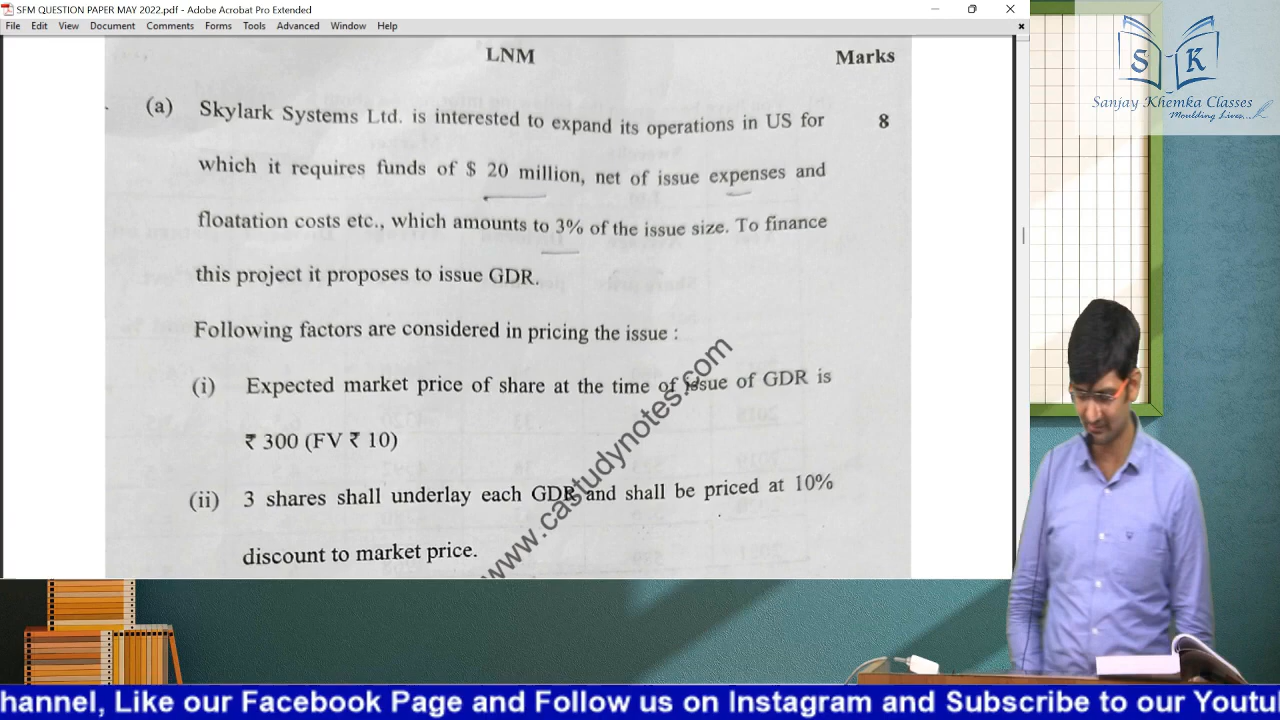 SFM QUESTION PAPER MAY 2022.pdf - Adobe Acrobat Pro Extended
File Edit View Document Comments Forms Tools Advanced Window Help
LNM Marks
(a) Skylark Systems Ltd. is interested to expand its operations in US for 8
which it requires funds of $ 20 million, net of issue expenses and
floatation costs etc., which amounts to 3% of the issue size. To finance
this project it proposes to issue GDR.
Following factors are considered in pricing the issue :
(i) Expected market price of share at the time of issue of GDR is
₹ 300 (FV ₹ 10)
(ii) 3 shares shall underlay each GDR and shall be priced at 10%
discount to market price.
www.castudynotes.com
S K
Sanjay Khemka Classes
Moulding Lives...
hannel, Like our Facebook Page and Follow us on Instagram and Subscribe to our Youtu